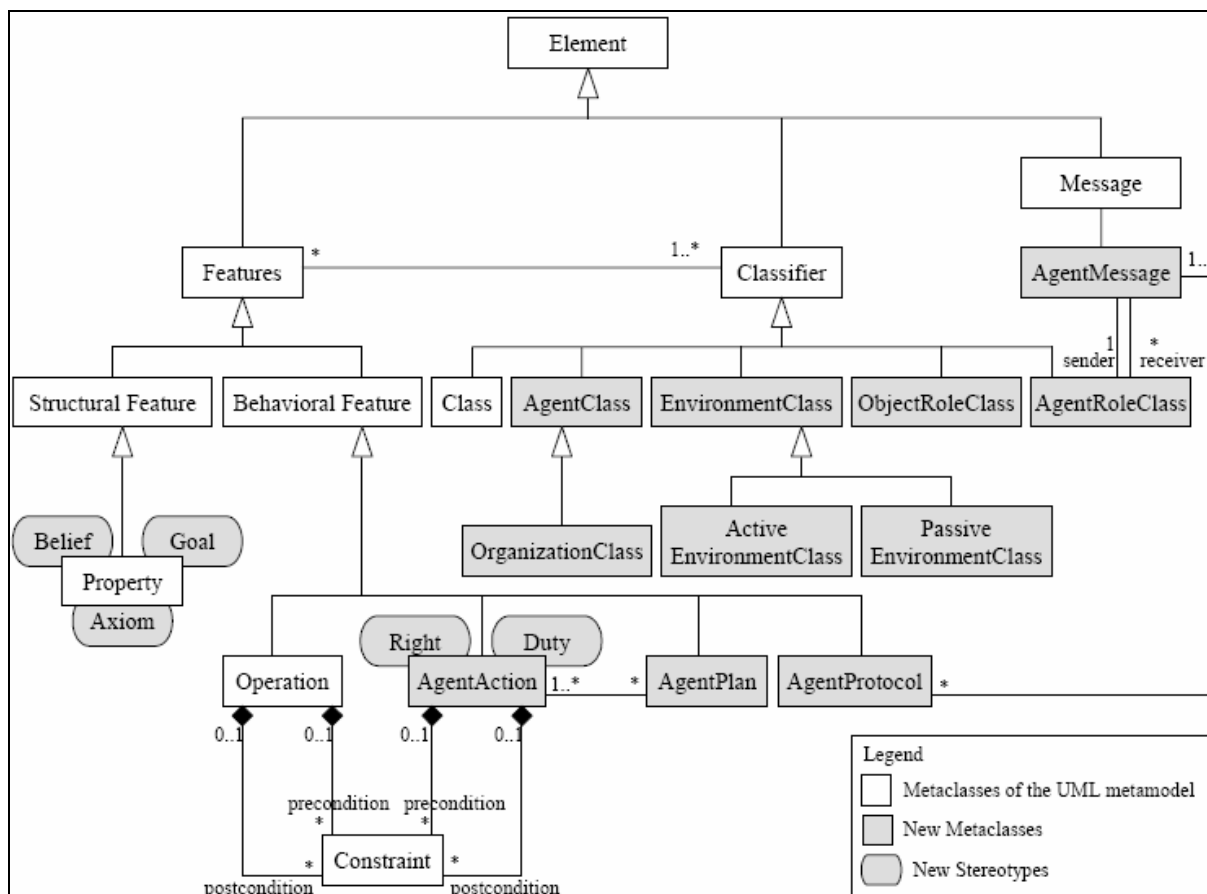 Element
Message
Features
*
1..*
Classifier
AgentMessage
1..
1
*
sender
receiver
Structural Feature
Behavioral Feature
Class
AgentClass
EnvironmentClass
ObjectRoleClass
AgentRoleClass
Belief
Goal
Property
Axiom
OrganizationClass
Active
EnvironmentClass
Passive
EnvironmentClass
Right
Duty
Operation
AgentAction
1..*
*
AgentPlan
AgentProtocol
*
0..1
0..1
0..1
0..1
precondition
precondition
*
*
*
Constraint
*
postcondition
postcondition
Legend
Metaclasses of the UML metamodel
New Metaclasses
New Stereotypes